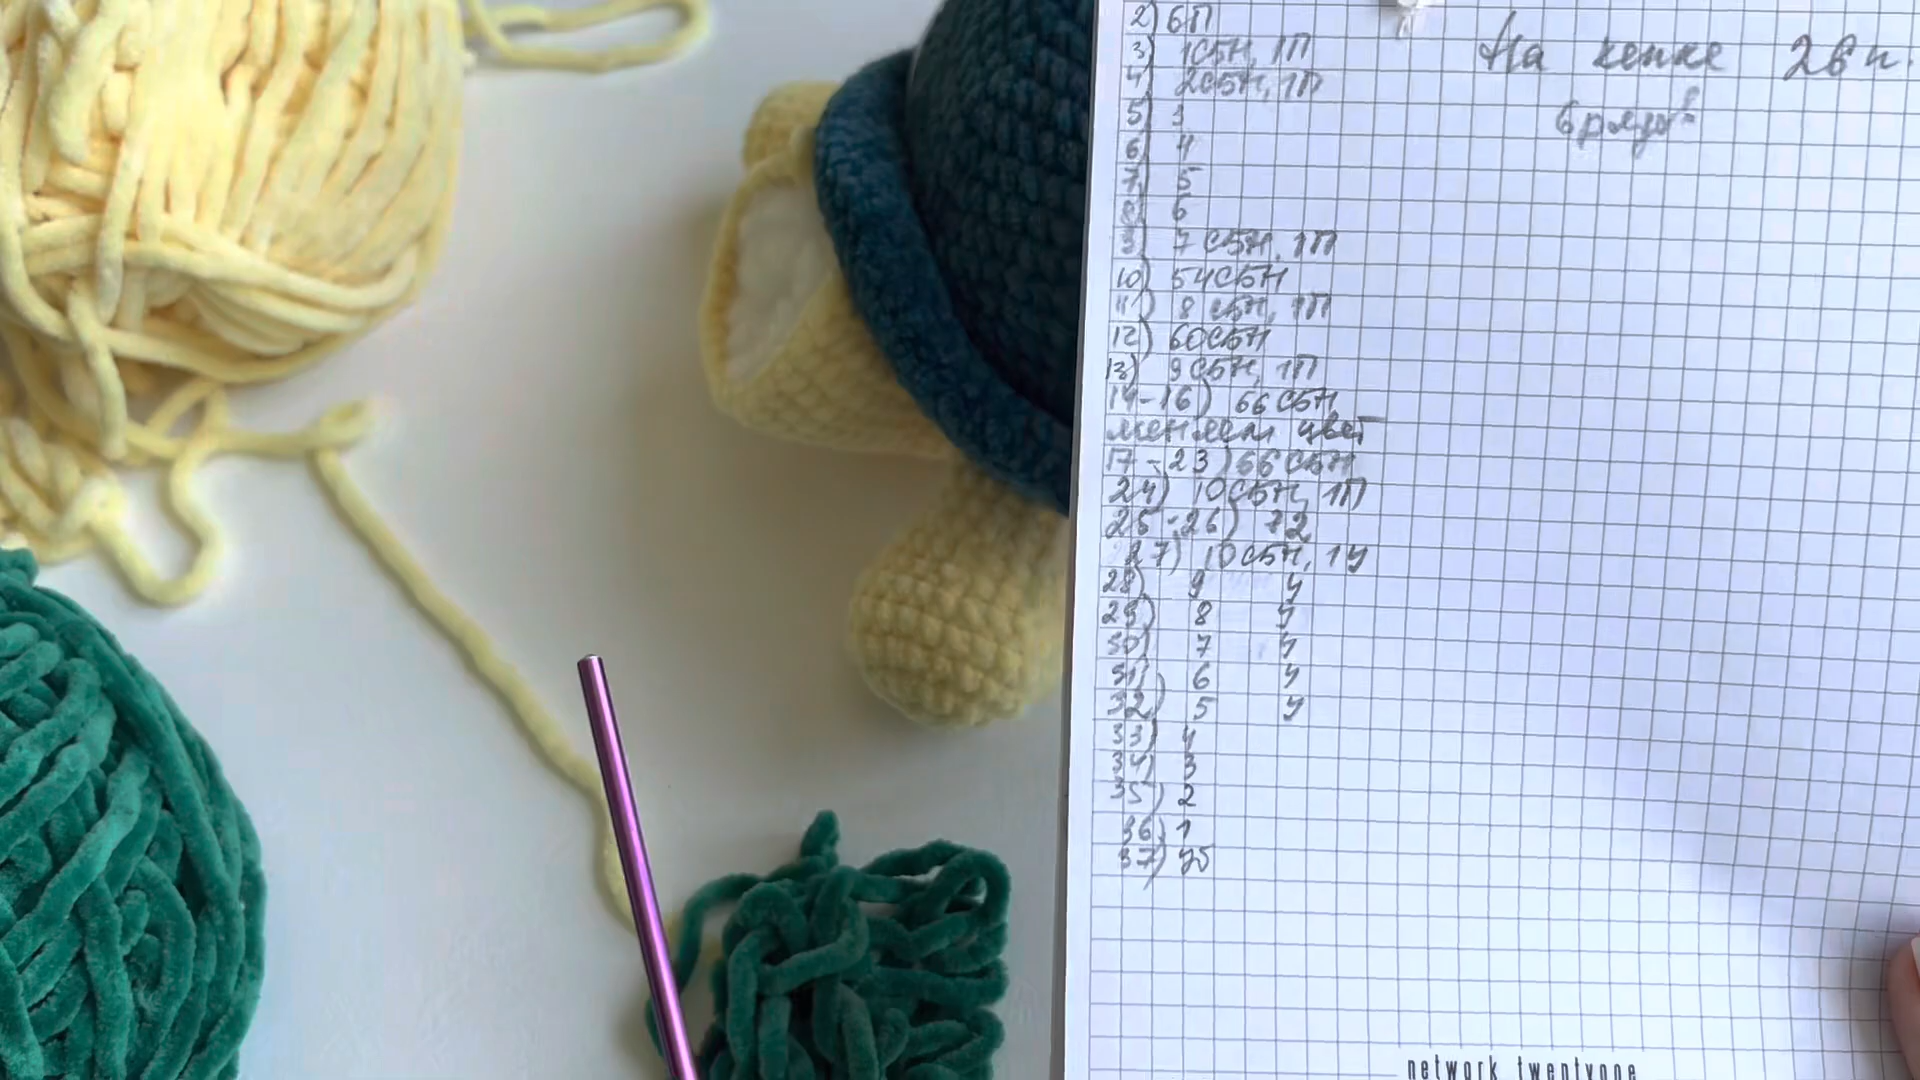 2) 6П
3) 1СБН, 1П
4) 2СБН, 1П
5) 3
6) 4
7) 5
8) 6
9) 7 СБН, 1П
10) 54СБН
11) 8 СБН, 1П
12) 60СБН
13) 9СБН, 1П
14-16) 66 СБН
меняем цвет
17-23) 66 СБН
24) 10 СБН, 1П
25-26) 72
27) 10СБН, 1У
28) 9 У
29) 8 У
30) 7 У
31) 6 У
32) 5 У
33) 4
34) 3
35) 2
36) 1
37) У5
На кепке 26 п.
6 рядов
network twentyone